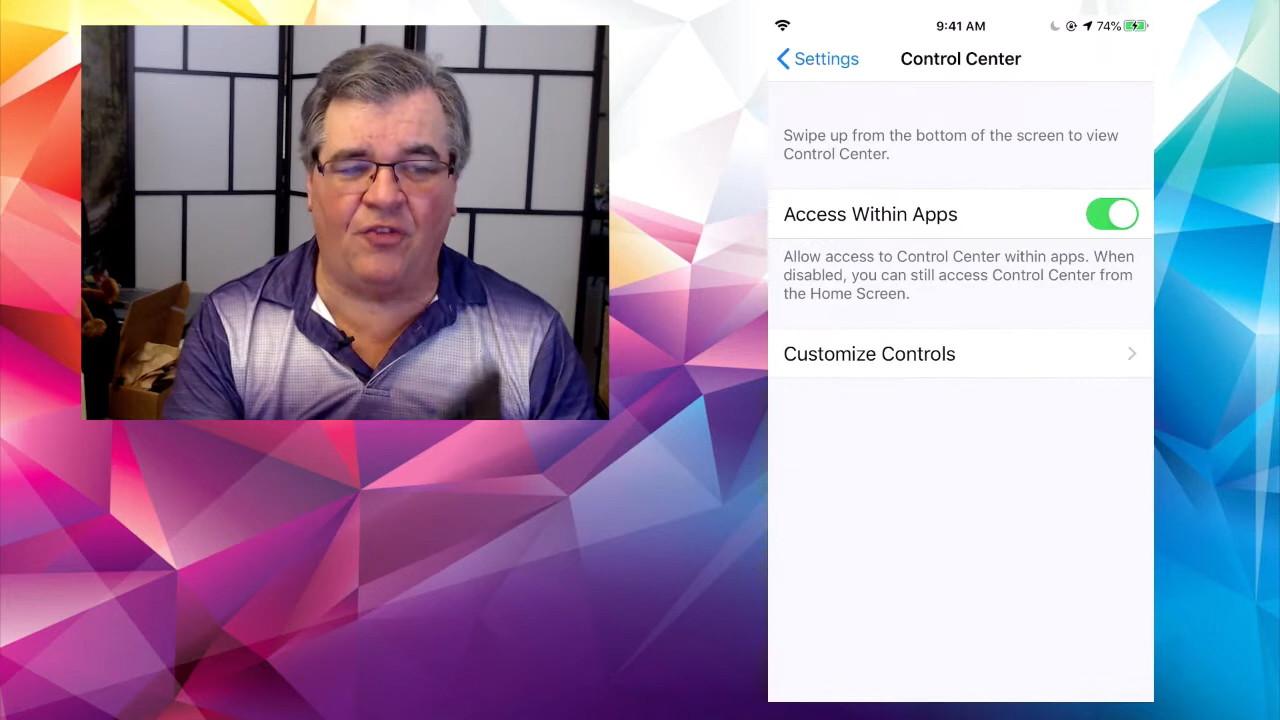 9:41 AM
74%
Settings
Control Center
Swipe up from the bottom of the screen to view
Control Center.
Access Within Apps
Allow access to Control Center within apps. When
disabled, you can still access Control Center from
the Home Screen.
Customize Controls